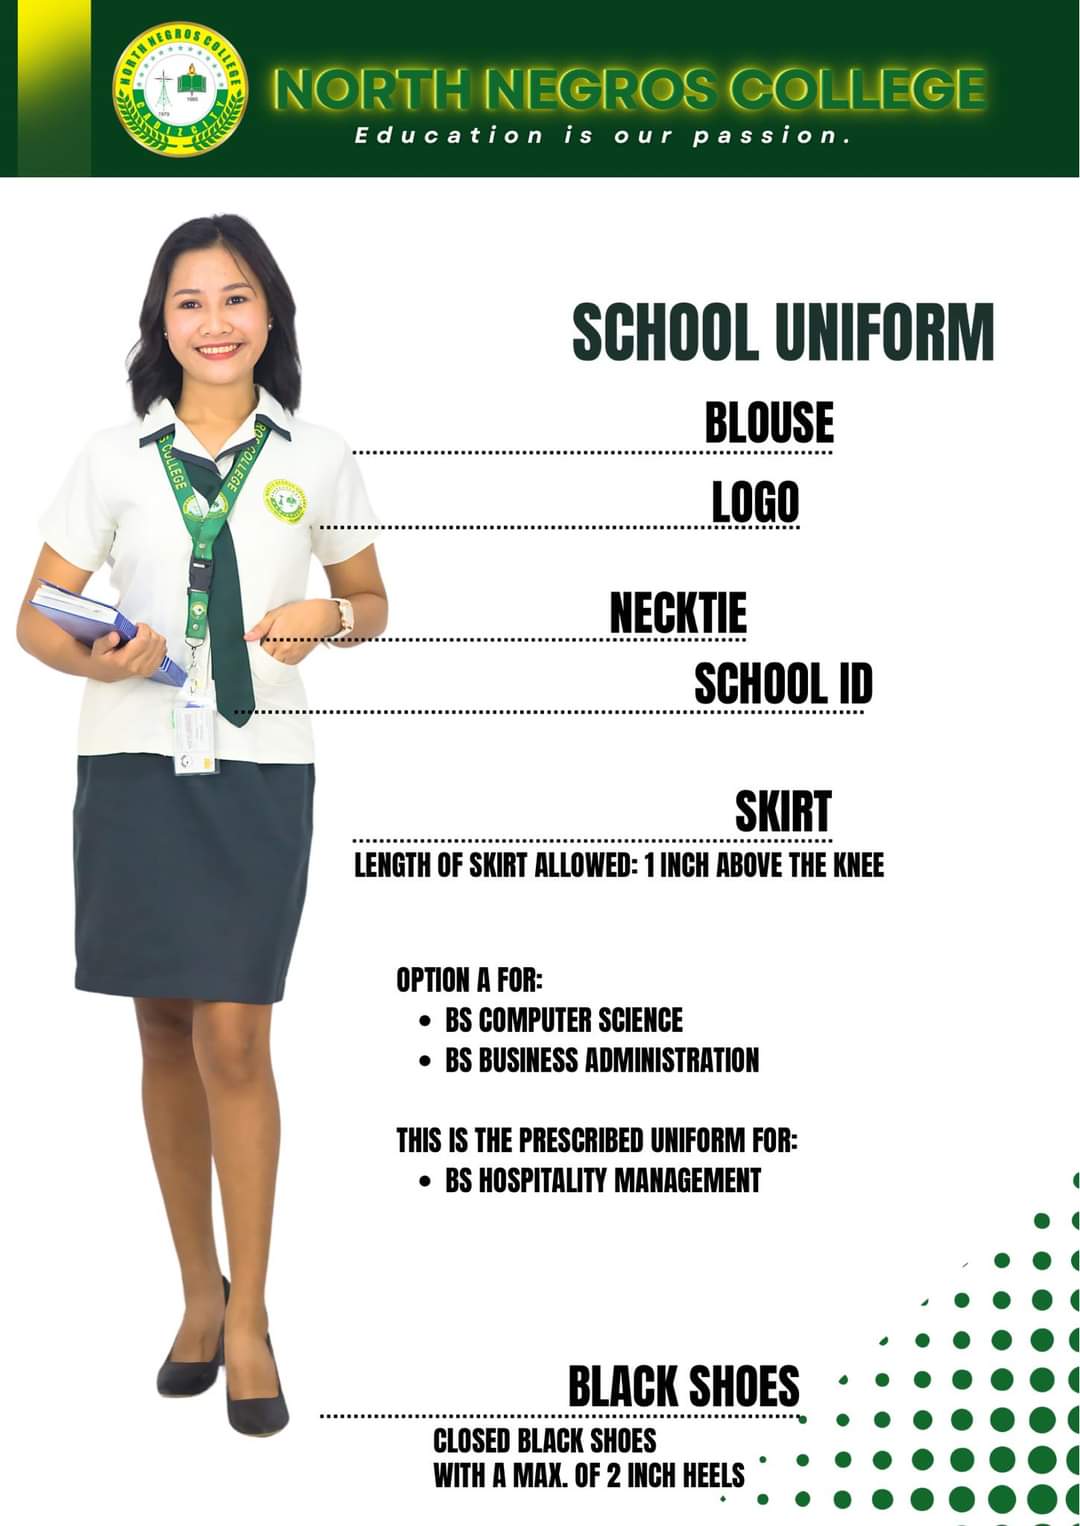 NORTH NEGROS COLLEGE
CADIZ CITY
1973
NORTH NEGROS COLLEGE
Education is our passion.
SCHOOL UNIFORM
BLOUSE
LOGO
NECKTIE
SCHOOL ID
SKIRT
LENGTH OF SKIRT ALLOWED: 1 INCH ABOVE THE KNEE
OPTION A FOR:
• BS COMPUTER SCIENCE
• BS BUSINESS ADMINISTRATION
THIS IS THE PRESCRIBED UNIFORM FOR:
• BS HOSPITALITY MANAGEMENT
BLACK SHOES
CLOSED BLACK SHOES
WITH A MAX. OF 2 INCH HEELS
COLLEGE
COLLEGE